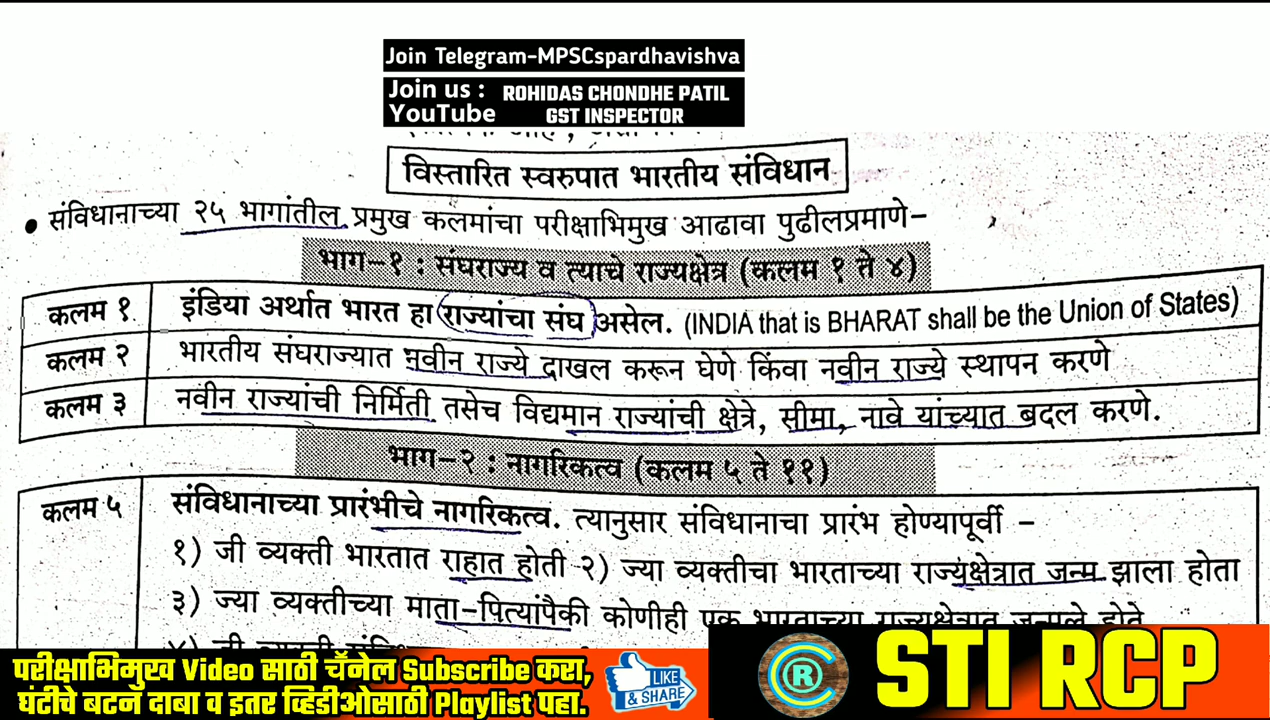 Join Telegram-MPSCspardhavishva
Join us : ROHIDAS CHONDHE PATIL
YouTube GST INSPECTOR
विस्तारित स्वरुपात भारतीय संविधान
• संविधानाच्या २५ भागांतील प्रमुख कलमांचा परीक्षाभिमुख आढावा पुढीलप्रमाणे–
भाग-१ : संघराज्य व त्याचे राज्यक्षेत्र (कलम १ ते ४)
कलम १ इंडिया अर्थात भारत हा राज्यांचा संघ असेल. (INDIA that is BHARAT shall be the Union of States)
कलम २ भारतीय संघराज्यात नवीन राज्ये दाखल करून घेणे किंवा नवीन राज्ये स्थापन करणे
कलम ३ नवीन राज्यांची निर्मिती तसेच विद्यमान राज्यांची क्षेत्रे, सीमा, नावे यांच्यात बदल करणे.
भाग-२ : नागरिकत्व (कलम ५ ते ११)
कलम ५ संविधानाच्या प्रारंभीचे नागरिकत्व. त्यानुसार संविधानाचा प्रारंभ होण्यापूर्वी –
१) जी व्यक्ती भारतात राहात होती २) ज्या व्यक्तीचा भारताच्या राज्यक्षेत्रात जन्म झाला होता
३) ज्या व्यक्तीच्या माता-पित्यांपैकी कोणीही एक भारताच्या राज्यक्षेत्रात जन्मले होते
परीक्षाभिमुख Video साठी चॅनेल Subscribe करा,
घंटीचे बटन दाबा व इतर व्हिडीओसाठी Playlist पहा.
LIKE
& SHARE
STI RCP